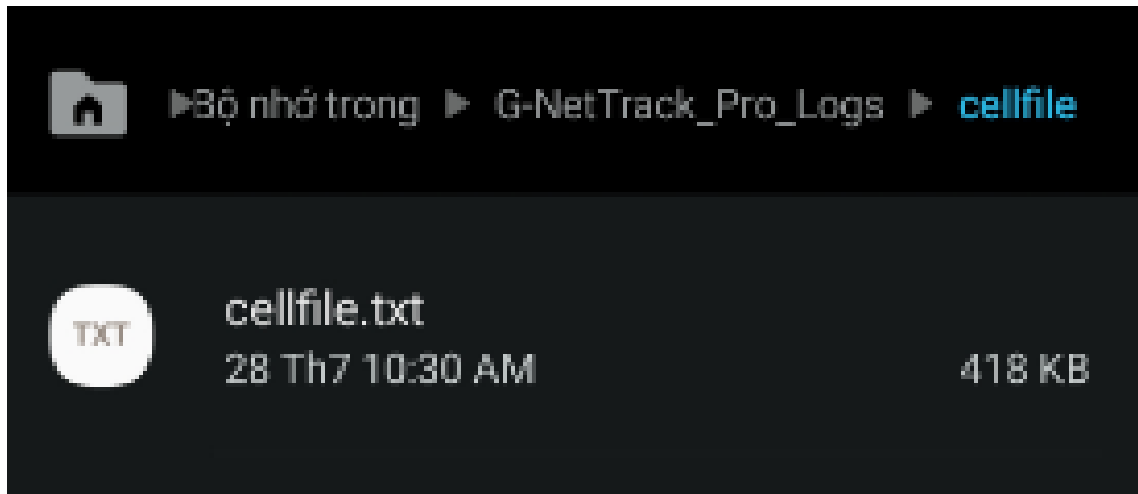 Bộ nhớ trong G-NetTrack_Pro_Logs cellfile
TXT
cellfile.txt
28 Th7 10:30 AM 418 KB